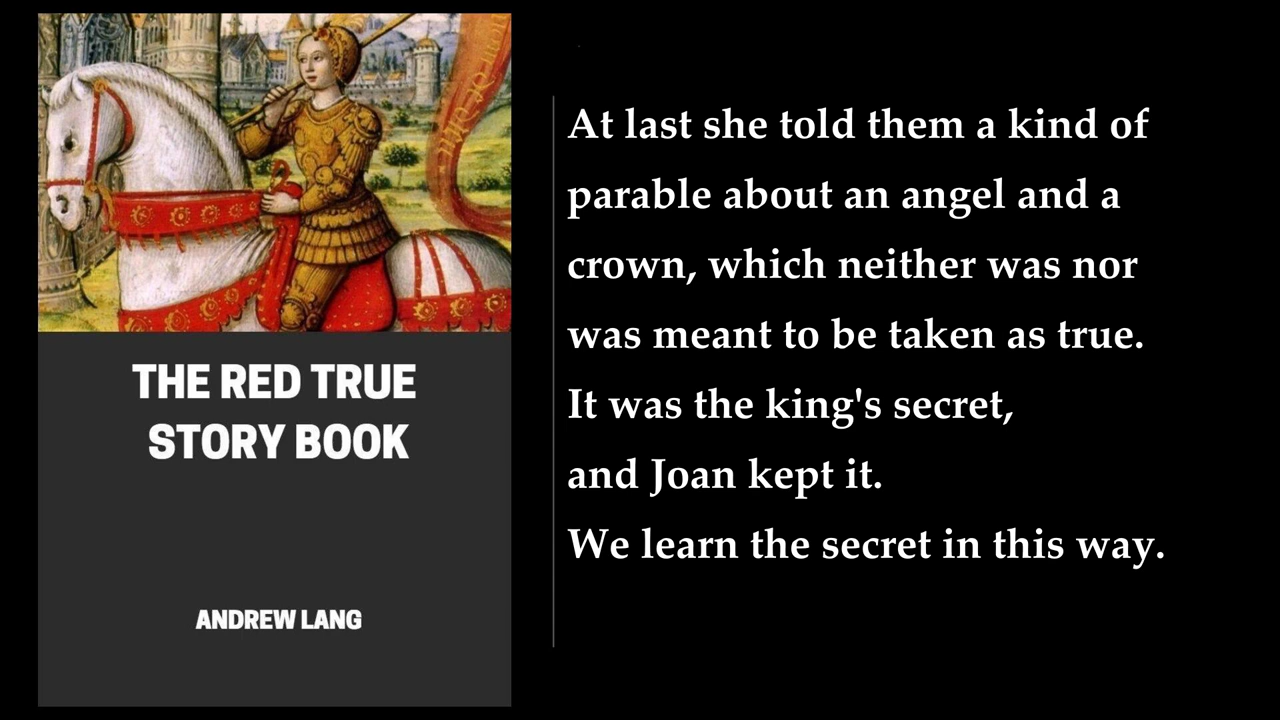 THE RED TRUE
STORY BOOK
ANDREW LANG
At last she told them a kind of
parable about an angel and a
crown, which neither was nor
was meant to be taken as true.
It was the king's secret,
and Joan kept it.
We learn the secret in this way.